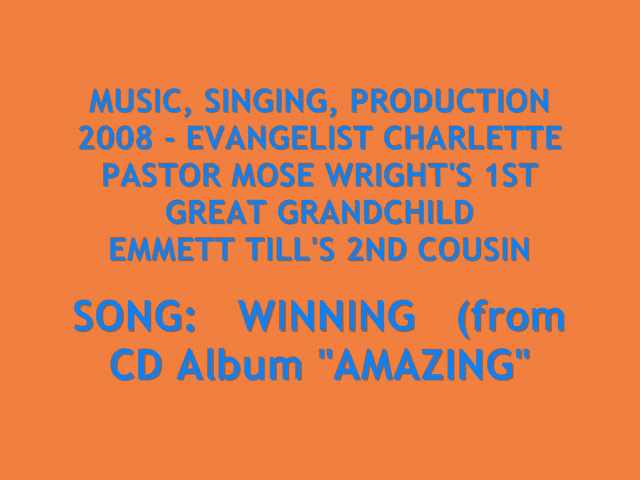 MUSIC, SINGING, PRODUCTION
2008 - EVANGELIST CHARLETTE
PASTOR MOSE WRIGHT'S 1ST
GREAT GRANDCHILD
EMMETT TILL'S 2ND COUSIN
SONG: WINNING (from
CD Album "AMAZING"